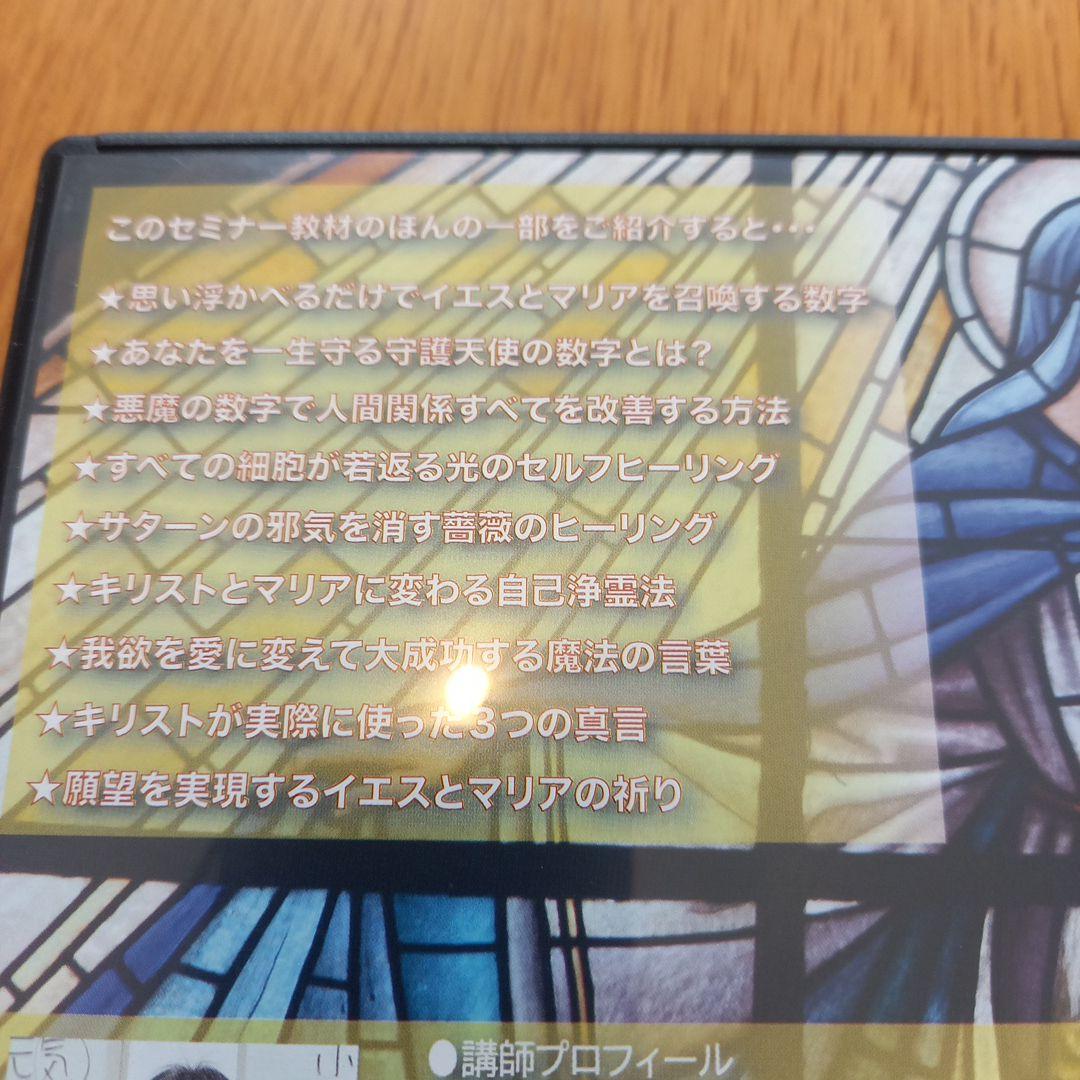 このセミナー教材のほんの一部をご紹介すると・・・
★思い浮かべるだけでイエスとマリアを召喚する数字
★あなたを一生守る守護天使の数字とは?
★悪魔の数字で人間関係すべてを改善する方法
★すべての細胞が若返る光のセルフヒーリング
★サターンの邪気を消す薔薇のヒーリング
★キリストとマリアに変わる自己浄霊法
★我欲を愛に変えて大成功する魔法の言葉
★キリストが実際に使った3つの真言
★願望を実現するイエスとマリアの祈り
小
●講師プロフィール